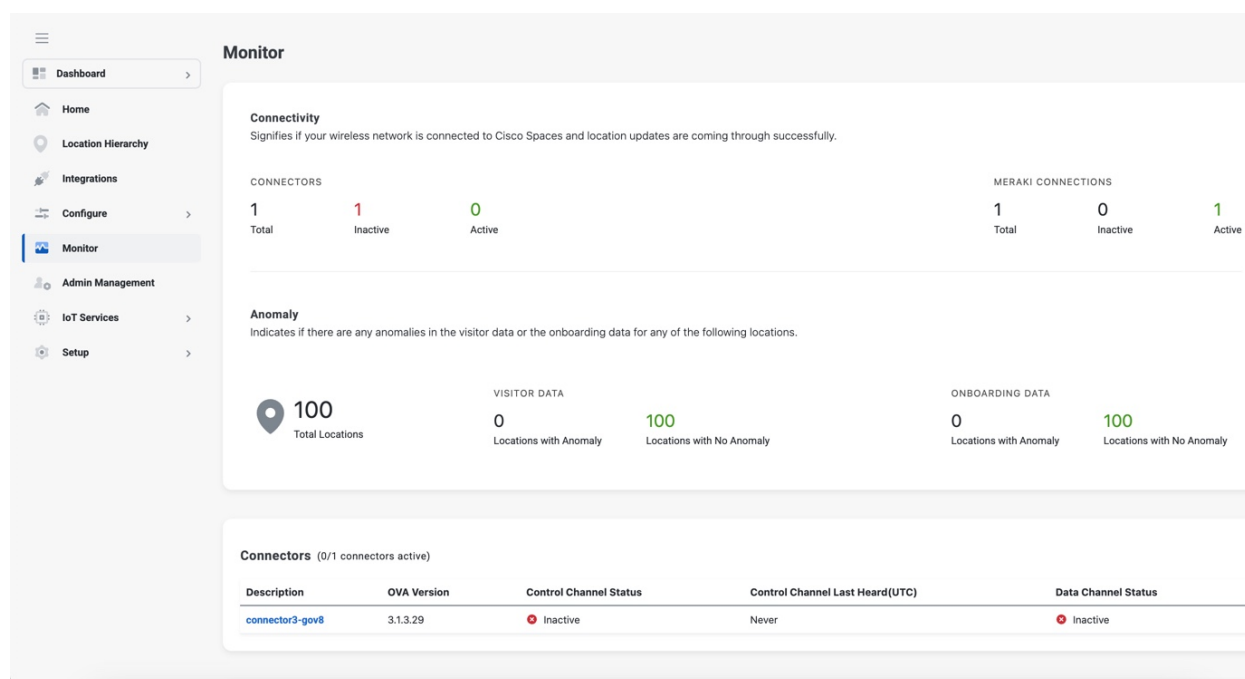 Monitor
Dashboard
Home
Location Hierarchy
Integrations
Configure
Monitor
Admin Management
IoT Services
Setup
Connectivity
Signifies if your wireless network is connected to Cisco Spaces and location updates are coming through successfully.
CONNECTORS
1 1 0
Total Inactive Active
MERAKI CONNECTIONS
1 0 1
Total Inactive Active
Anomaly
Indicates if there are any anomalies in the visitor data or the onboarding data for any of the following locations.
100
Total Locations
VISITOR DATA
0 100
Locations with Anomaly Locations with No Anomaly
ONBOARDING DATA
0 100
Locations with Anomaly Locations with No Anomaly
Connectors (0/1 connectors active)
Description OVA Version Control Channel Status Control Channel Last Heard(UTC) Data Channel Status
connector3-gov8 3.1.3.29 Inactive Never Inactive